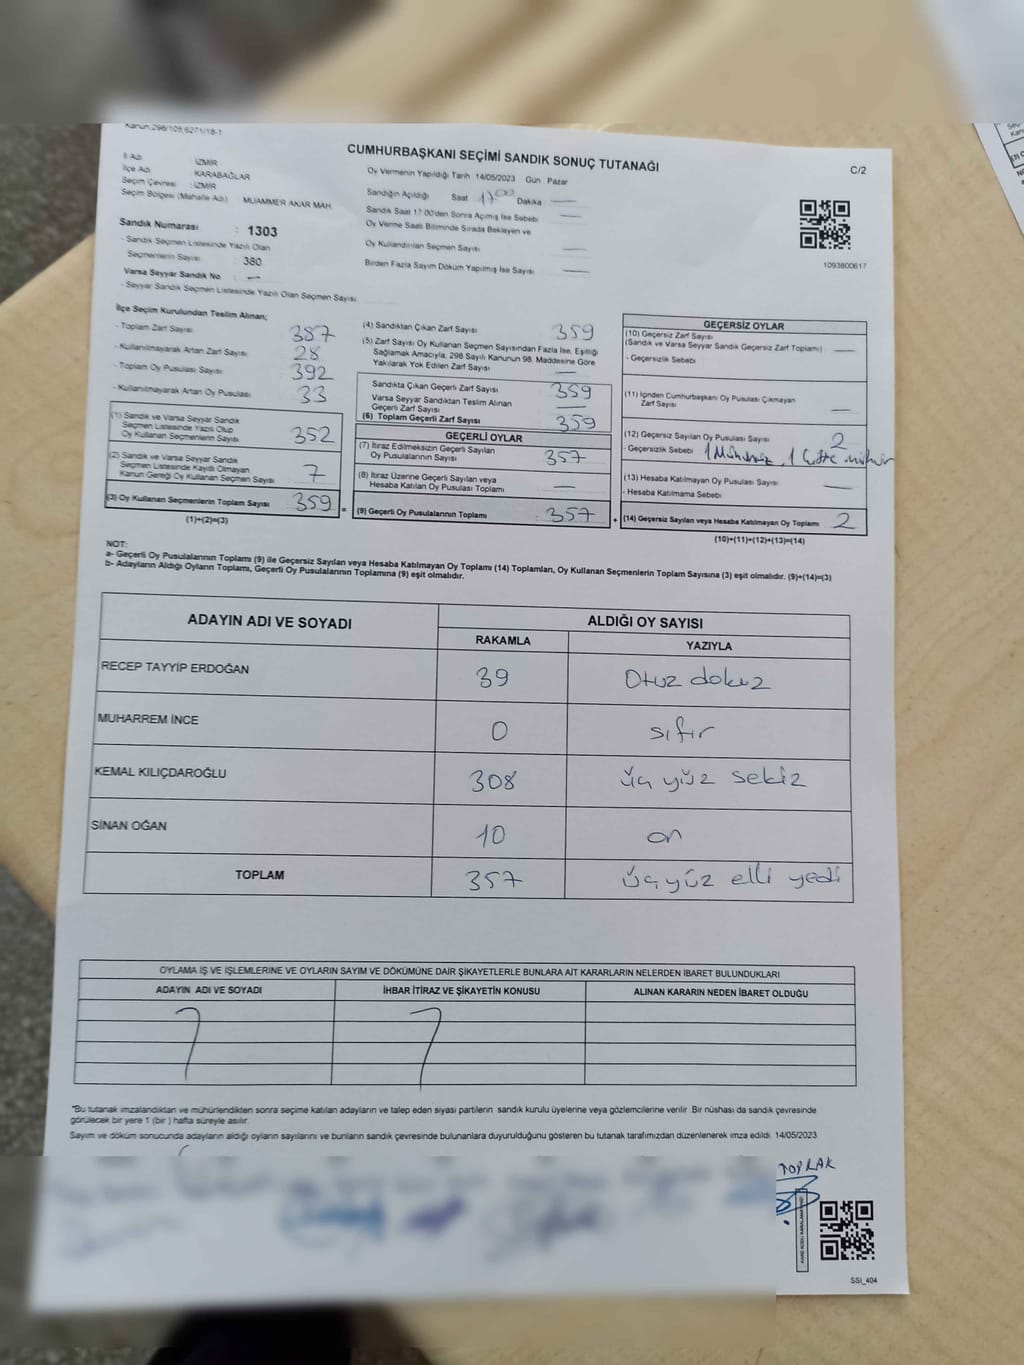 Kanun:298/105;6271/18-1
CUMHURBAŞKANI SEÇİMİ SANDIK SONUÇ TUTANAĞI
C/2
İl Adı : İZMİR
İlçe Adı : KARABAĞLAR
Seçim Çevresi : İZMİR
Seçim Bölgesi (Mahalle Adı) MUAMMER AKAR MAH.
Sandık Numarası : 1303
- Sandık Seçmen Listesinde Yazılı Olan
Seçmenlerin Sayısı : 380
Varsa Seyyar Sandık No : —
- Seyyar Sandık Seçmen Listesinde Yazılı Olan Seçmen Sayısı
Oy Vermenin Yapıldığı Tarih 14/05/2023 Gün Pazar
Sandığın Açıldığı Saat 17:00 Dakika —
Sandık Saat 17:00'den Sonra Açılmış İse Sebebi —
Oy Verme Saati Bitiminde Sırada Bekleyen ve
Oy Kullandırılan Seçmen Sayısı —
Birden Fazla Sayım Döküm Yapılmış İse Sayısı —
1093800617
İlçe Seçim Kurulundan Teslim Alınan;
- Toplam Zarf Sayısı 387
- Kullanılmayarak Artan Zarf Sayısı 28
- Toplam Oy Pusulası Sayısı 392
- Kullanılmayarak Artan Oy Pusulası 33
(1) Sandık ve Varsa Seyyar Sandık
Seçmen Listesinde Yazılı Olup
Oy Kullanan Seçmenlerin Sayısı 352
(2) Sandık ve Varsa Seyyar Sandık
Seçmen Listesinde Kayıtlı Olmayan
Kanun Gereği Oy Kullanan Seçmen Sayısı 7
(3) Oy Kullanan Seçmenlerin Toplam Sayısı 359 =
(1)+(2)=(3)
(4) Sandıktan Çıkan Zarf Sayısı 359
(5) Zarf Sayısı Oy Kullanan Seçmen Sayısından Fazla İse, Eşitliği
Sağlamak Amacıyla, 298 Sayılı Kanunun 98. Maddesine Göre
Yakılarak Yok Edilen Zarf Sayısı —
Sandıkta Çıkan Geçerli Zarf Sayısı 359
Varsa Seyyar Sandıktan Teslim Alınan
Geçerli Zarf Sayısı —
(6) Toplam Geçerli Zarf Sayısı 359
GEÇERLİ OYLAR
(7) İtiraz Edilmeksizin Geçerli Sayılan
Oy Pusulalarının Sayısı : 357
(8) İtiraz Üzerine Geçerli Sayılan veya
Hesaba Katılan Oy Pusulası Toplamı : —
(9) Geçerli Oy Pusulalarının Toplamı : 357 +
GEÇERSİZ OYLAR
(10) Geçersiz Zarf Sayısı
(Sandık ve Varsa Seyyar Sandık Geçersiz Zarf Toplamı) —
- Geçersizlik Sebebi
(11) İçinden Cumhurbaşkanı Oy Pusulası Çıkmayan
Zarf Sayısı —
(12) Geçersiz Sayılan Oy Pusulası Sayısı 2
- Geçersizlik Sebebi 1 Mühürsüz, 1 Çift mühür
(13) Hesaba Katılmayan Oy Pusulası Sayısı —
- Hesaba Katılmama Sebebi
(14) Geçersiz Sayılan veya Hesaba Katılmayan Oy Toplamı 2
(10)+(11)+(12)+(13)=(14)
NOT:
a- Geçerli Oy Pusulalarının Toplamı (9) ile Geçersiz Sayılan veya Hesaba Katılmayan Oy Toplamı (14) Toplamları, Oy Kullanan Seçmenlerin Toplam Sayısına (3) eşit olmalıdır. (9)+(14)=(3)
b- Adayların Aldığı Oyların Toplamı, Geçerli Oy Pusulalarının Toplamına (9) eşit olmalıdır.
ADAYIN ADI VE SOYADI ALDIĞI OY SAYISI
RAKAMLA YAZIYLA
RECEP TAYYİP ERDOĞAN 39 Otuz dokuz
MUHARREM İNCE 0 sıfır
KEMAL KILIÇDAROĞLU 308 üç yüz sekiz
SİNAN OĞAN 10 on
TOPLAM 357 üç yüz elli yedi
OYLAMA İŞ VE İŞLEMLERİNE VE OYLARIN SAYIM VE DÖKÜMÜNE DAİR ŞİKAYETLERLE BUNLARA AİT KARARLARIN NELERDEN İBARET BULUNDUKLARI
ADAYIN ADI VE SOYADI İHBAR İTİRAZ VE ŞİKAYETİN KONUSU ALINAN KARARIN NEDEN İBARET OLDUĞU
"Bu tutanak imzalandıktan ve mühürlendikten sonra seçime katılan adayların ve talep eden siyasi partilerin sandık kurulu üyelerine veya gözlemcilerine verilir. Bir nüshası da sandık çevresinde
görülecek bir yere 1 (bir ) hafta süreyle asılır.
Sayım ve döküm sonucunda adayların aldığı oyların sayılarını ve bunların sandık çevresinde bulunanlara duyurulduğunu gösteren bu tutanak tarafımızdan düzenlenerek imza edildi. 14/05/2023
TOPRAK
SSI_404